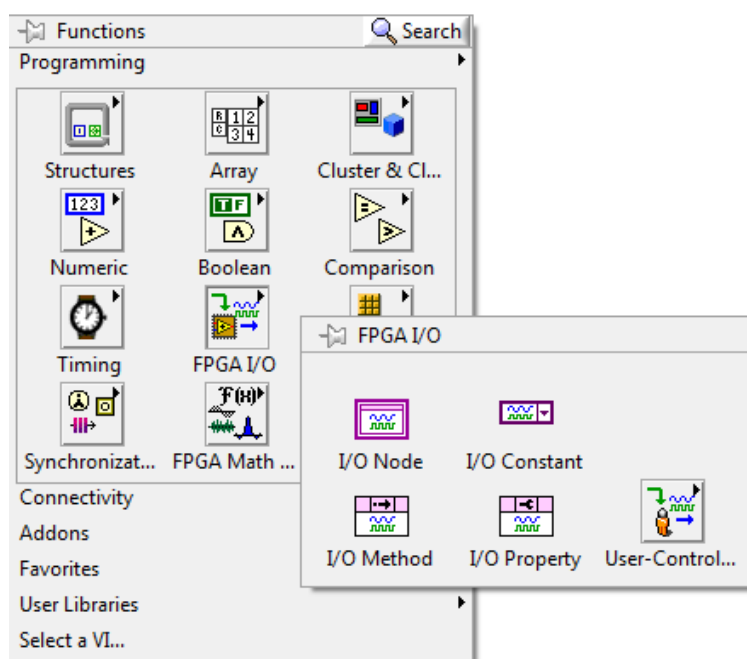 Functions
Search
Programming
Structures
Array
Cluster & Cl...
Numeric
Boolean
Comparison
Timing
FPGA I/O
Synchronizat...
FPGA Math ...
Connectivity
Addons
Favorites
User Libraries
Select a VI...
FPGA I/O
I/O Node
I/O Constant
I/O Method
I/O Property
User-Control...